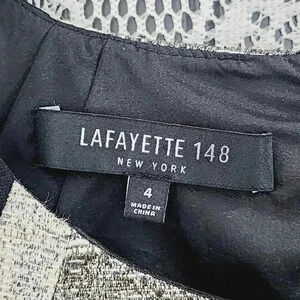 LAFAYETTE 148
NEW YORK
4
MADE IN
CHINA